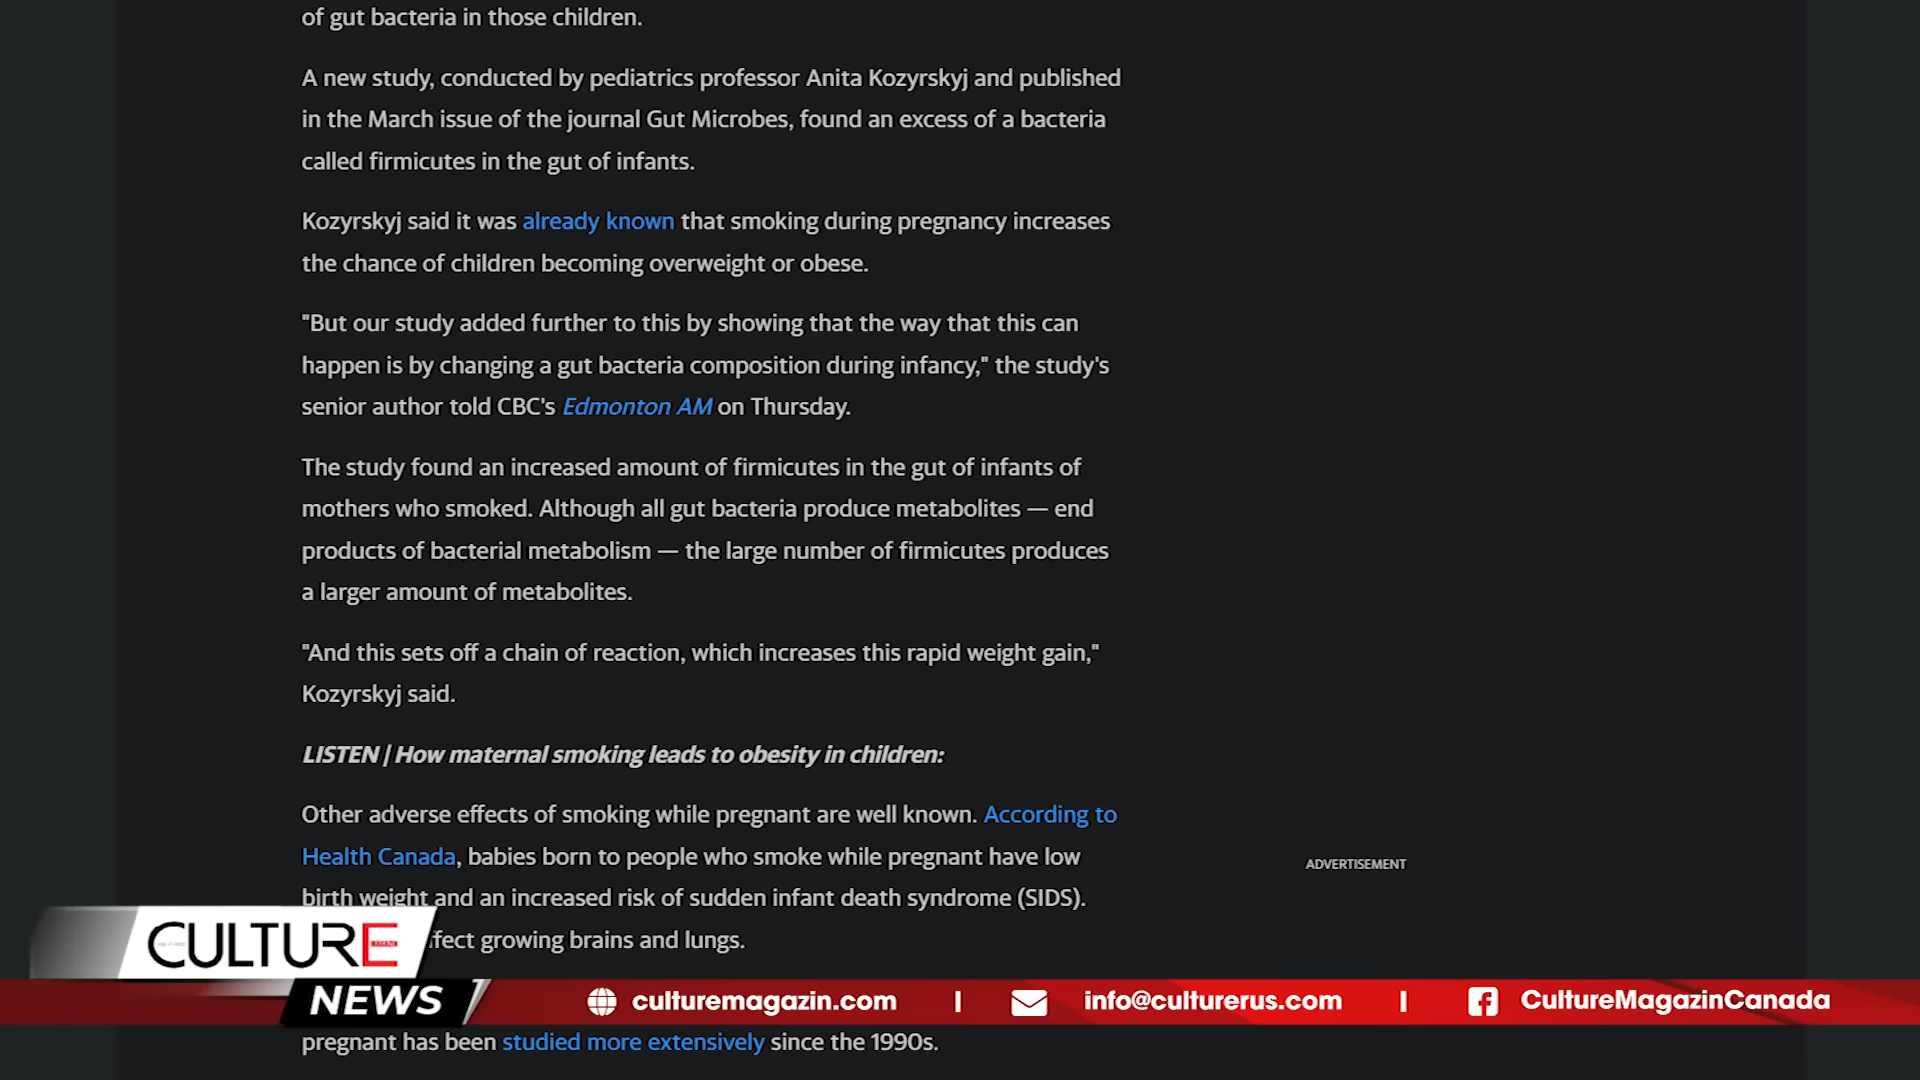 of gut bacteria in those children.
A new study, conducted by pediatrics professor Anita Kozyrskyj and published
in the March issue of the journal Gut Microbes, found an excess of a bacteria
called firmicutes in the gut of infants.
Kozyrskyj said it was already known that smoking during pregnancy increases
the chance of children becoming overweight or obese.
"But our study added further to this by showing that the way that this can
happen is by changing a gut bacteria composition during infancy," the study's
senior author told CBC's Edmonton AM on Thursday.
The study found an increased amount of firmicutes in the gut of infants of
mothers who smoked. Although all gut bacteria produce metabolites — end
products of bacterial metabolism — the large number of firmicutes produces
a larger amount of metabolites.
"And this sets off a chain of reaction, which increases this rapid weight gain,"
Kozyrskyj said.
LISTEN | How maternal smoking leads to obesity in children:
Other adverse effects of smoking while pregnant are well known. According to
Health Canada, babies born to people who smoke while pregnant have low
birth weight and an increased risk of sudden infant death syndrome (SIDS).
growing brains and lungs.
ADVERTISEMENT
CULTURE
NEWS
culturemagazin.com | info@culturerus.com | CultureMagazinCanada
pregnant has been studied more extensively since the 1990s.